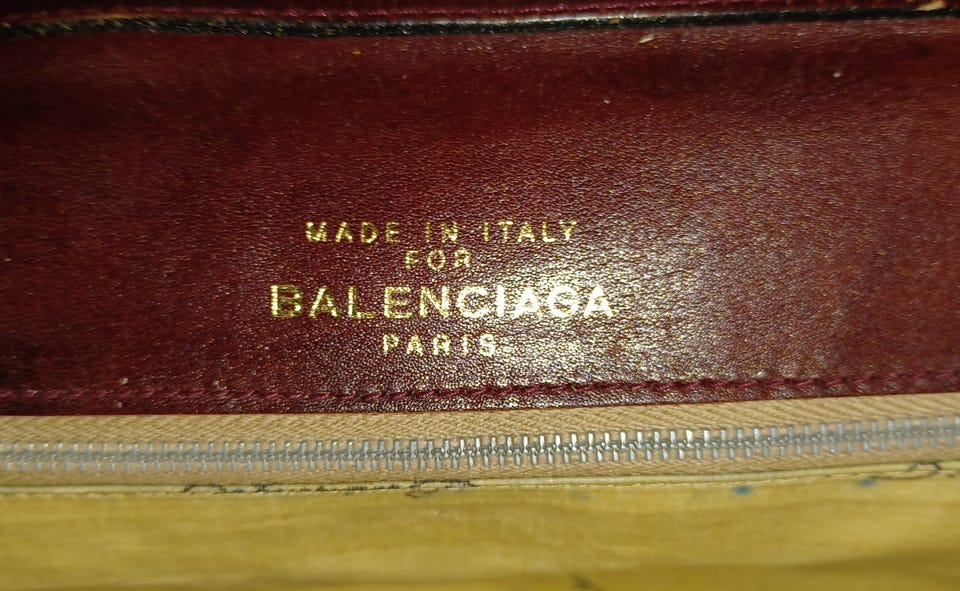 MADE IN ITALY
FOR
BALENCIAGA
PARIS